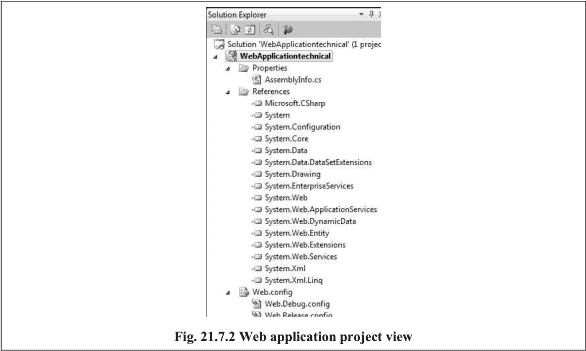 Solution Explorer
Solution 'WebApplicationtechnical' (1 projec
WebApplicationtechnical
Properties
AssemblyInfo.cs
References
Microsoft.CSharp
System
System.Configuration
System.Core
System.Data
System.Data.DataSetExtensions
System.Drawing
System.EnterpriseServices
System.Web
System.Web.ApplicationServices
System.Web.DynamicData
System.Web.Entity
System.Web.Extensions
System.Web.Services
System.Xml
System.Xml.Linq
Web.config
Web.Debug.config
Web.Release.config
Fig. 21.7.2 Web application project view